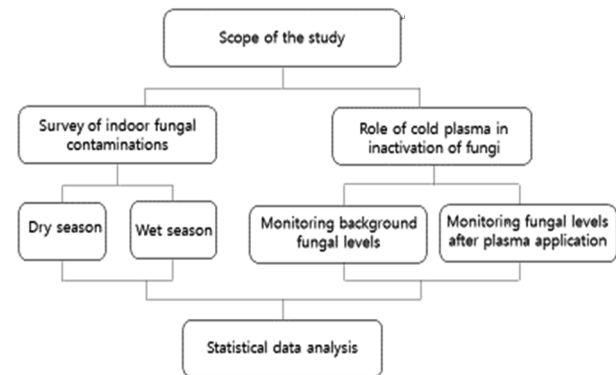 Scope of the study
Survey of indoor fungal
contaminations
Role of cold plasma in
inactivation of fungi
Dry season
Wet season
Monitoring background
fungal levels
Monitoring fungal levels
after plasma application
Statistical data analysis